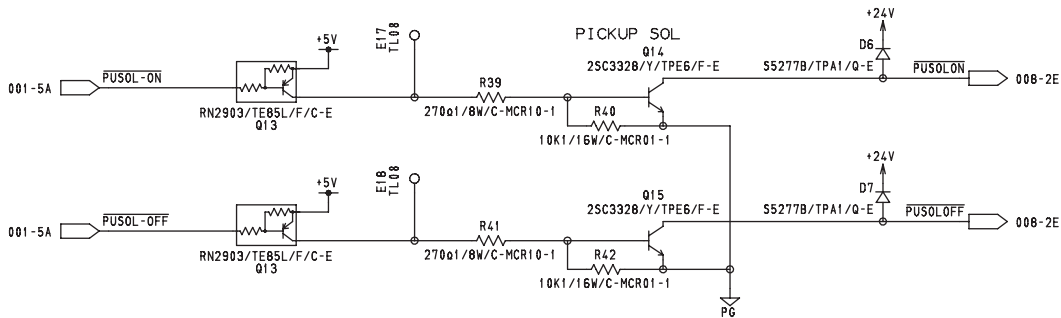 PICKUP SOL
+24V
+5V
E17
TL08
Q14
2SC3328/Y/TPE6/F-E
D6
S5277B/TPA1/Q-E
001-5A
PUSOL-ON
R39
PUSOLON
008-2E
RN2903/TE85L/F/C-E
Q13
270Ω1/8W/C-MCR10-1
R40
10K1/16W/C-MCR01-1
+24V
+5V
E18
TL08
Q15
2SC3328/Y/TPE6/F-E
D7
S5277B/TPA1/Q-E
001-5A
PUSOL-OFF
R41
PUSOLOFF
008-2E
RN2903/TE85L/F/C-E
Q13
270Ω1/8W/C-MCR10-1
R42
10K1/16W/C-MCR01-1
PG